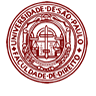 UNIVERSIDADE DE SÃO PAULO
FACULDADE DE DIREITO